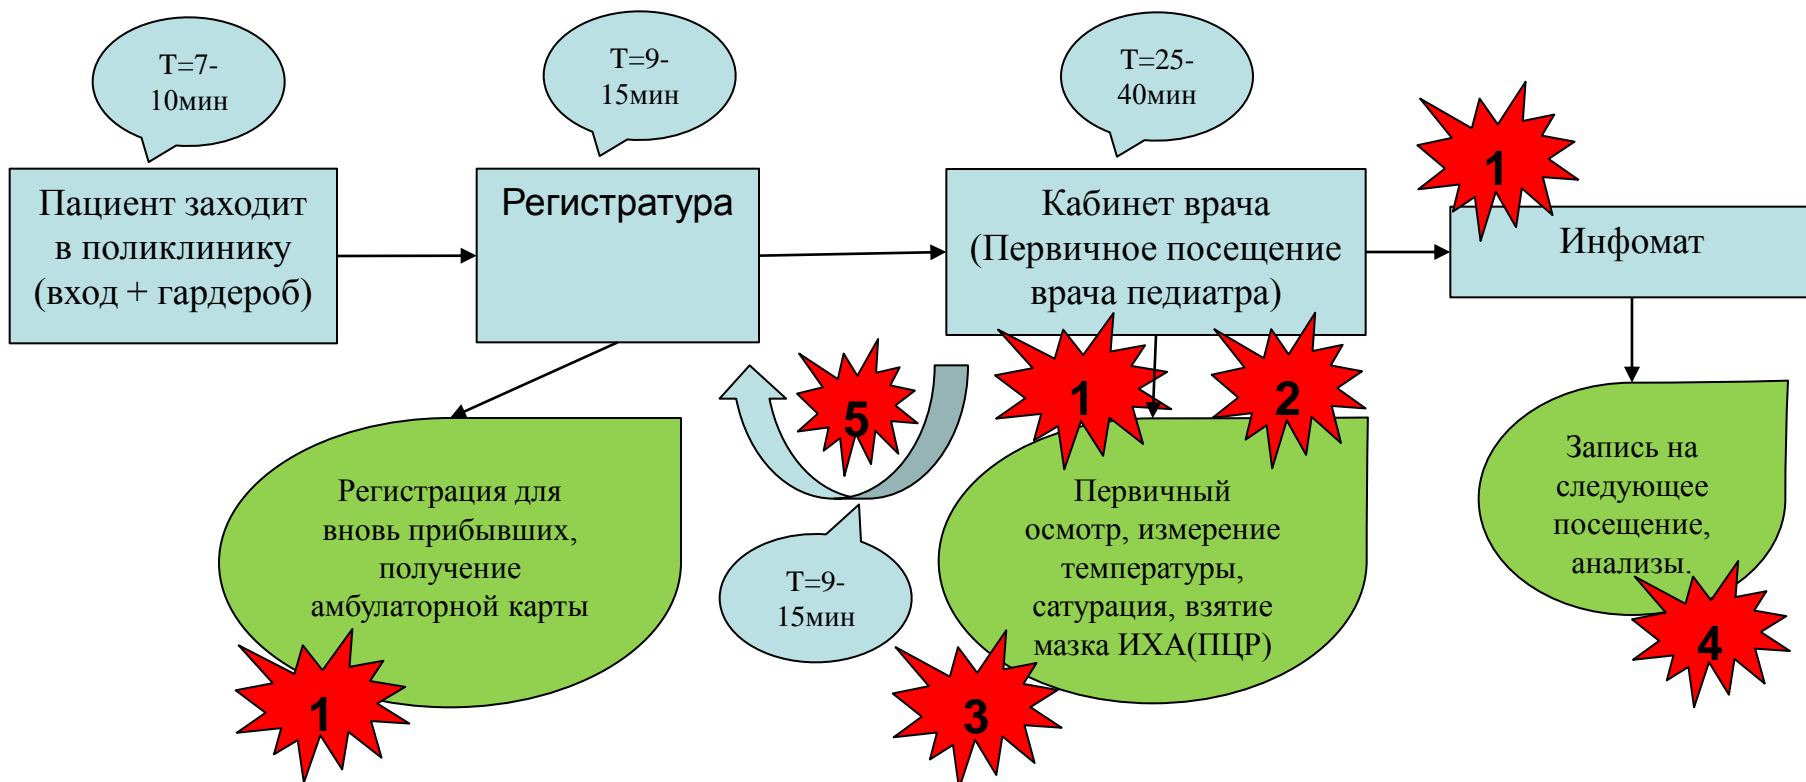 T=7-
10мин
T=9-
15мин
T=25-
40мин
1
Пациент заходит
в поликлинику
(вход + гардероб)
Регистратура
Кабинет врача
(Первичное посещение
врача педиатра)
Инфомат
5
1
2
Регистрация для
вновь прибывших,
получение
амбулаторной карты
1
T=9-
15мин
Первичный
осмотр, измерение
температуры,
сатурация, взятие
мазка ИХА(ПЦР)
3
Запись на
следующее
посещение,
анализы.
4